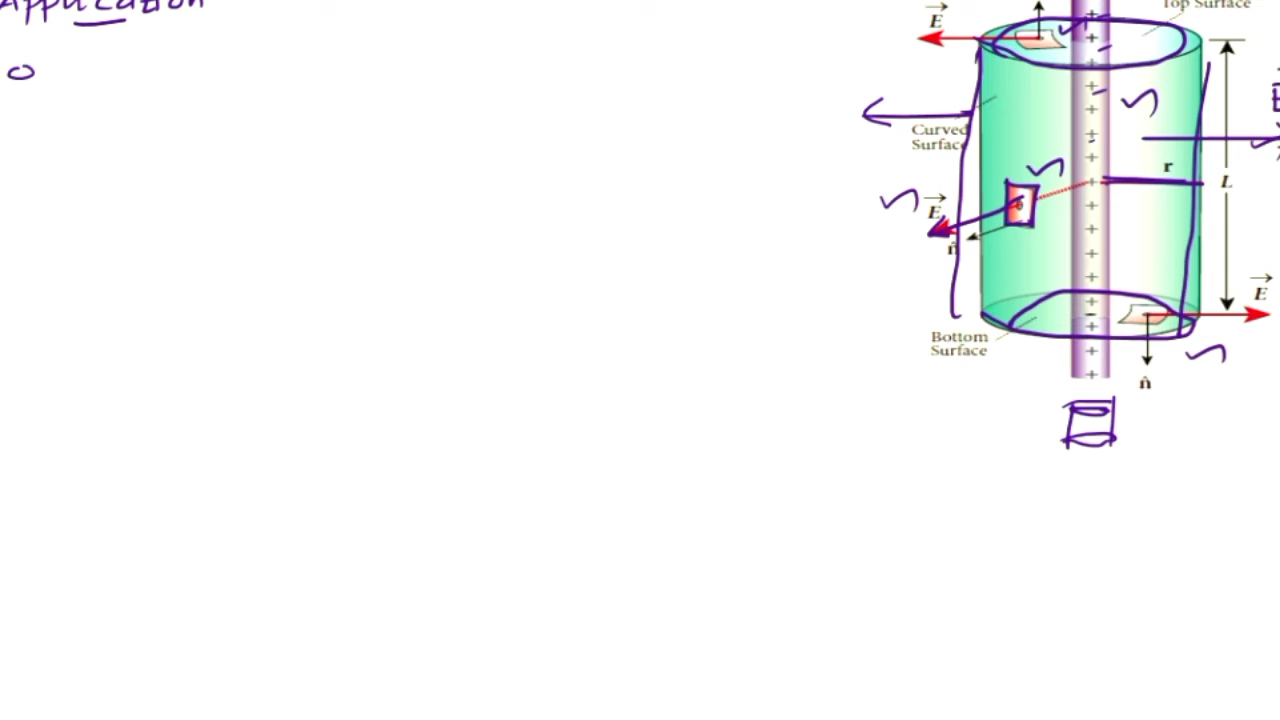 Application
Top Surface
E
E
Curved
Surface
r
L
E
n̂
E
Bottom
Surface
n̂